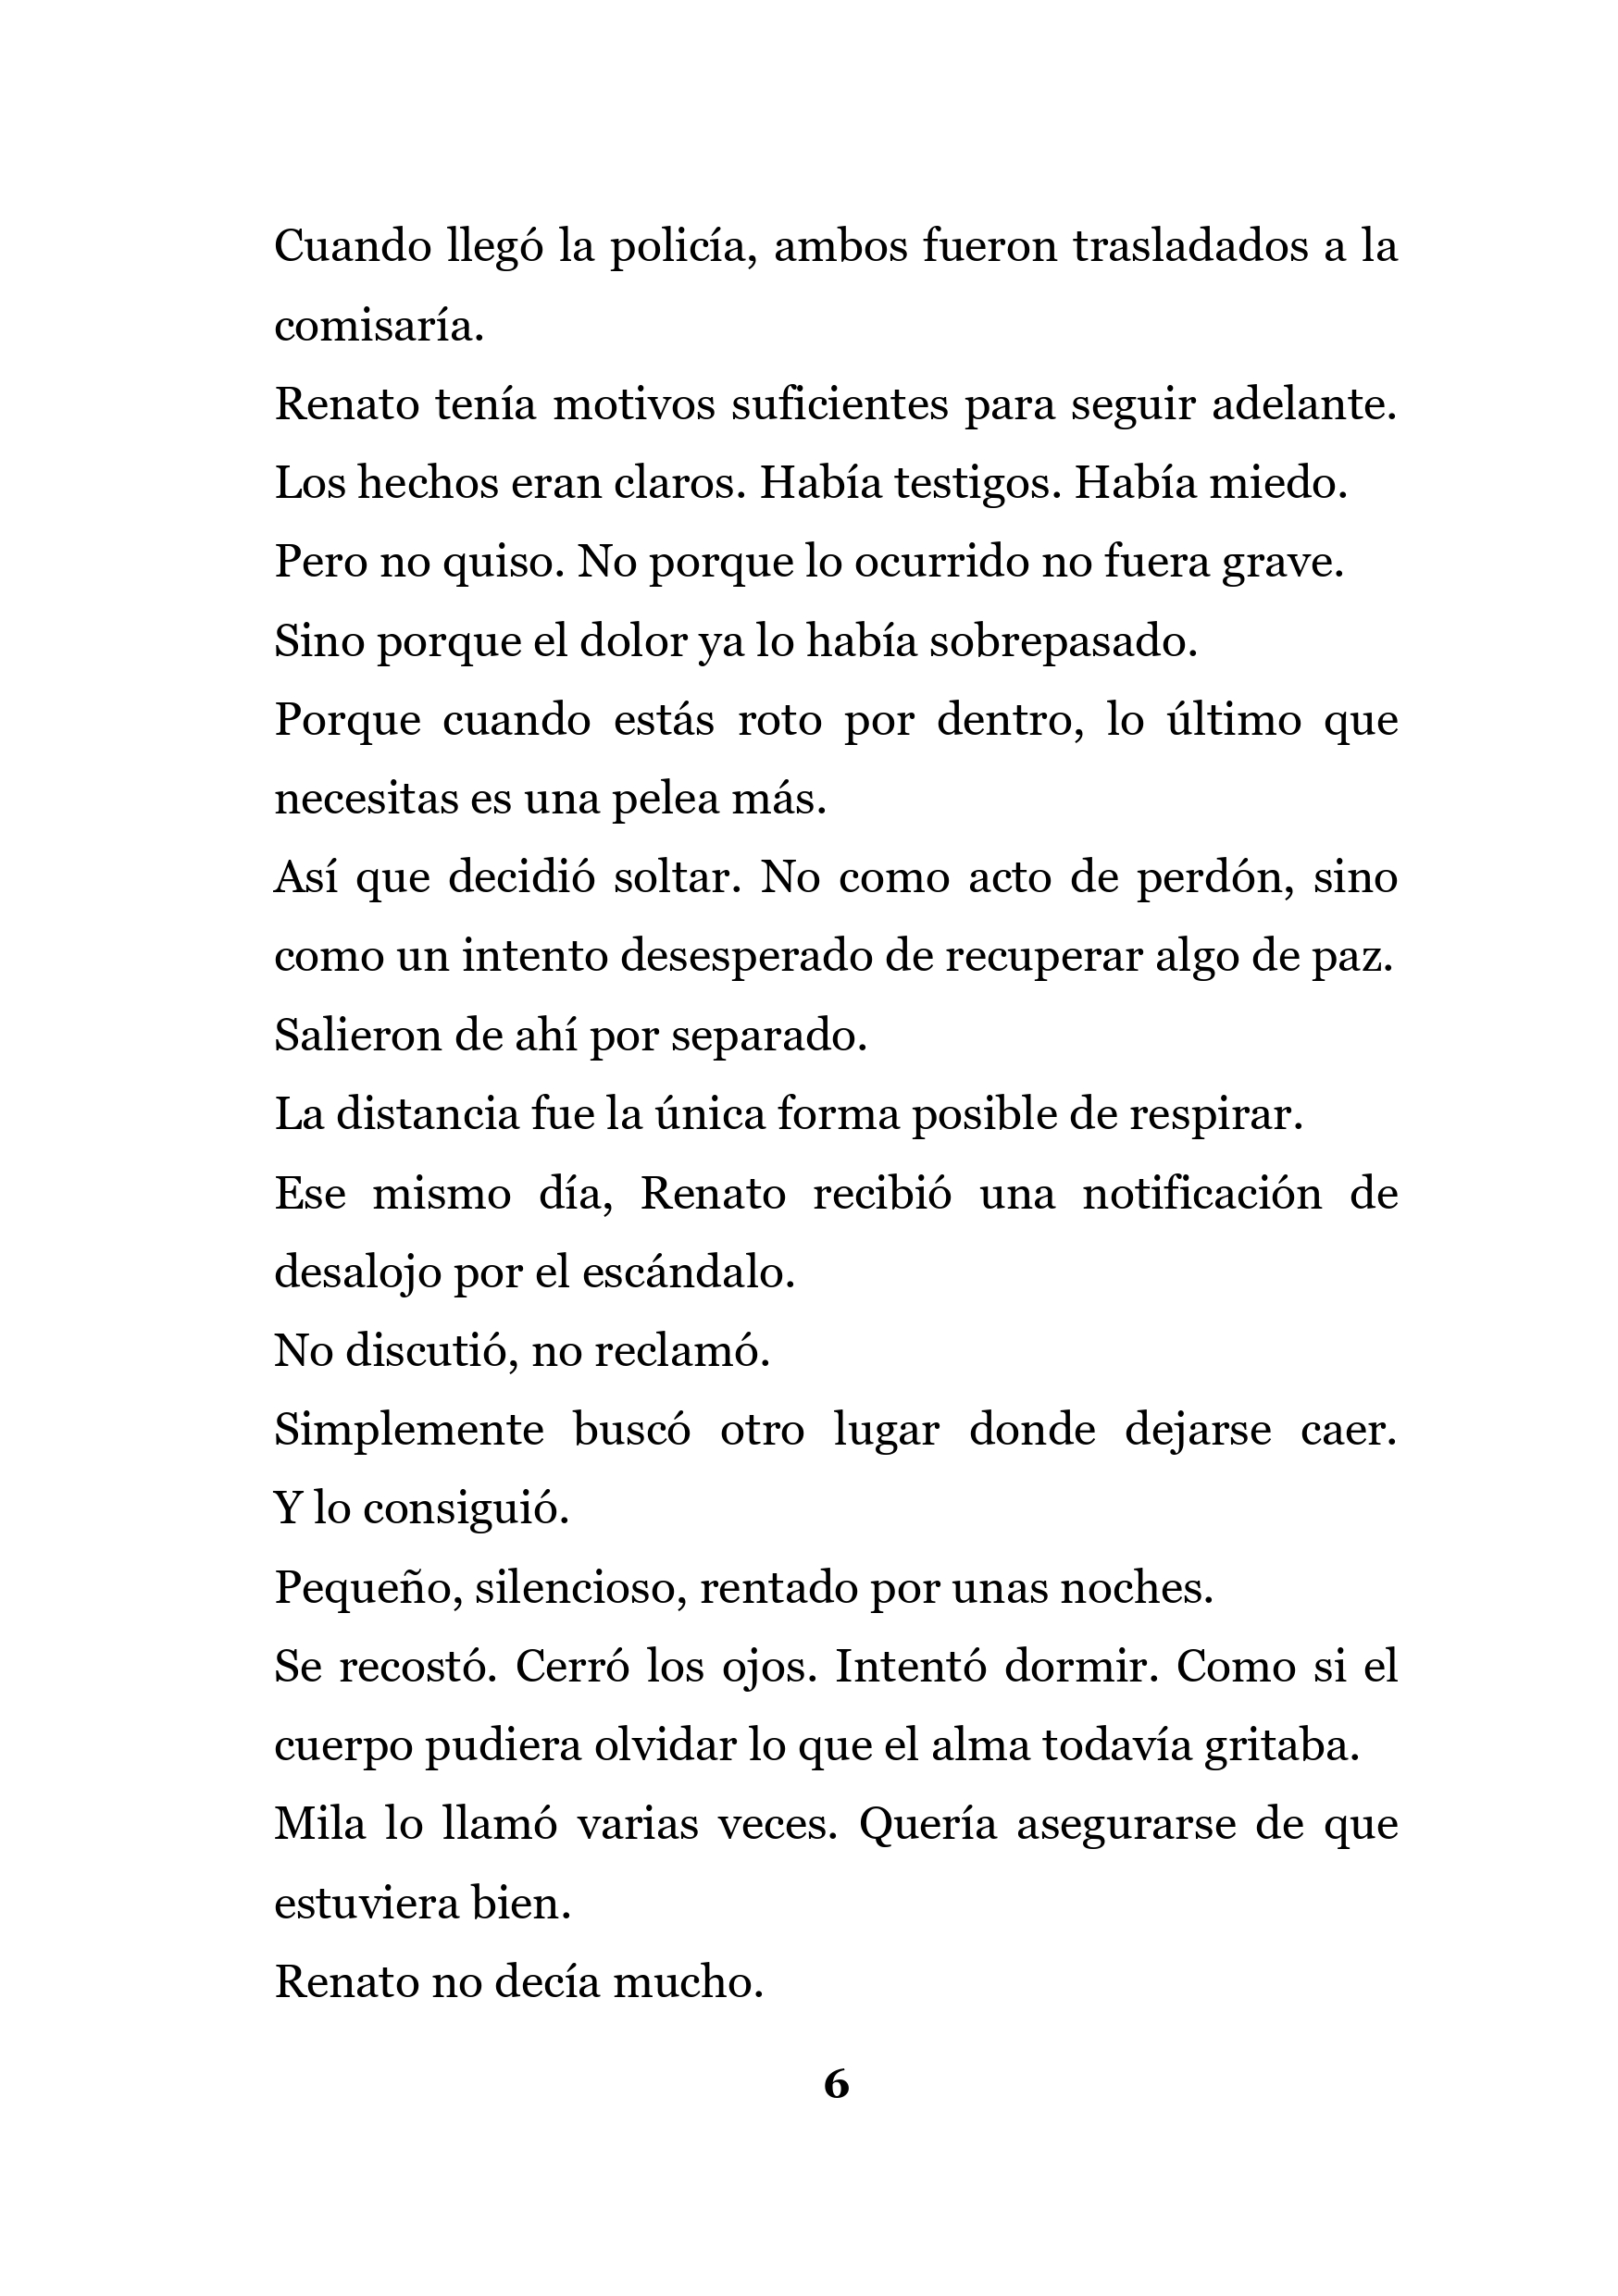 Cuando llegó la policía, ambos fueron trasladados a la
comisaría.
Renato tenía motivos suficientes para seguir adelante.
Los hechos eran claros. Había testigos. Había miedo.
Pero no quiso. No porque lo ocurrido no fuera grave.
Sino porque el dolor ya lo había sobrepasado.
Porque cuando estás roto por dentro, lo último que
necesitas es una pelea más.
Así que decidió soltar. No como acto de perdón, sino
como un intento desesperado de recuperar algo de paz.
Salieron de ahí por separado.
La distancia fue la única forma posible de respirar.
Ese mismo día, Renato recibió una notificación de
desalojo por el escándalo.
No discutió, no reclamó.
Simplemente buscó otro lugar donde dejarse caer.
Y lo consiguió.
Pequeño, silencioso, rentado por unas noches.
Se recostó. Cerró los ojos. Intentó dormir. Como si el
cuerpo pudiera olvidar lo que el alma todavía gritaba.
Mila lo llamó varias veces. Quería asegurarse de que
estuviera bien.
Renato no decía mucho.
6